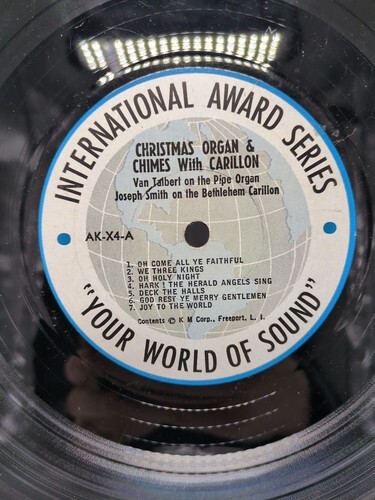 INTERNATIONAL AWARD SERIES
CHRISTMAS ORGAN &
CHIMES With CARILLON
Van Talbert on the Pipe Organ
Joseph Smith on the Bethlehem Carillon
AK-X4-A
1. OH COME ALL YE FAITHFUL
2. WE THREE KINGS
3. OH HOLY NIGHT
4. HARK! THE HERALD ANGELS SING
5. DECK THE HALLS
6. GOD REST YE MERRY GENTLEMEN
7. JOY TO THE WORLD
Contents © K M Corp., Freeport, L. I.
"YOUR WORLD OF SOUND"